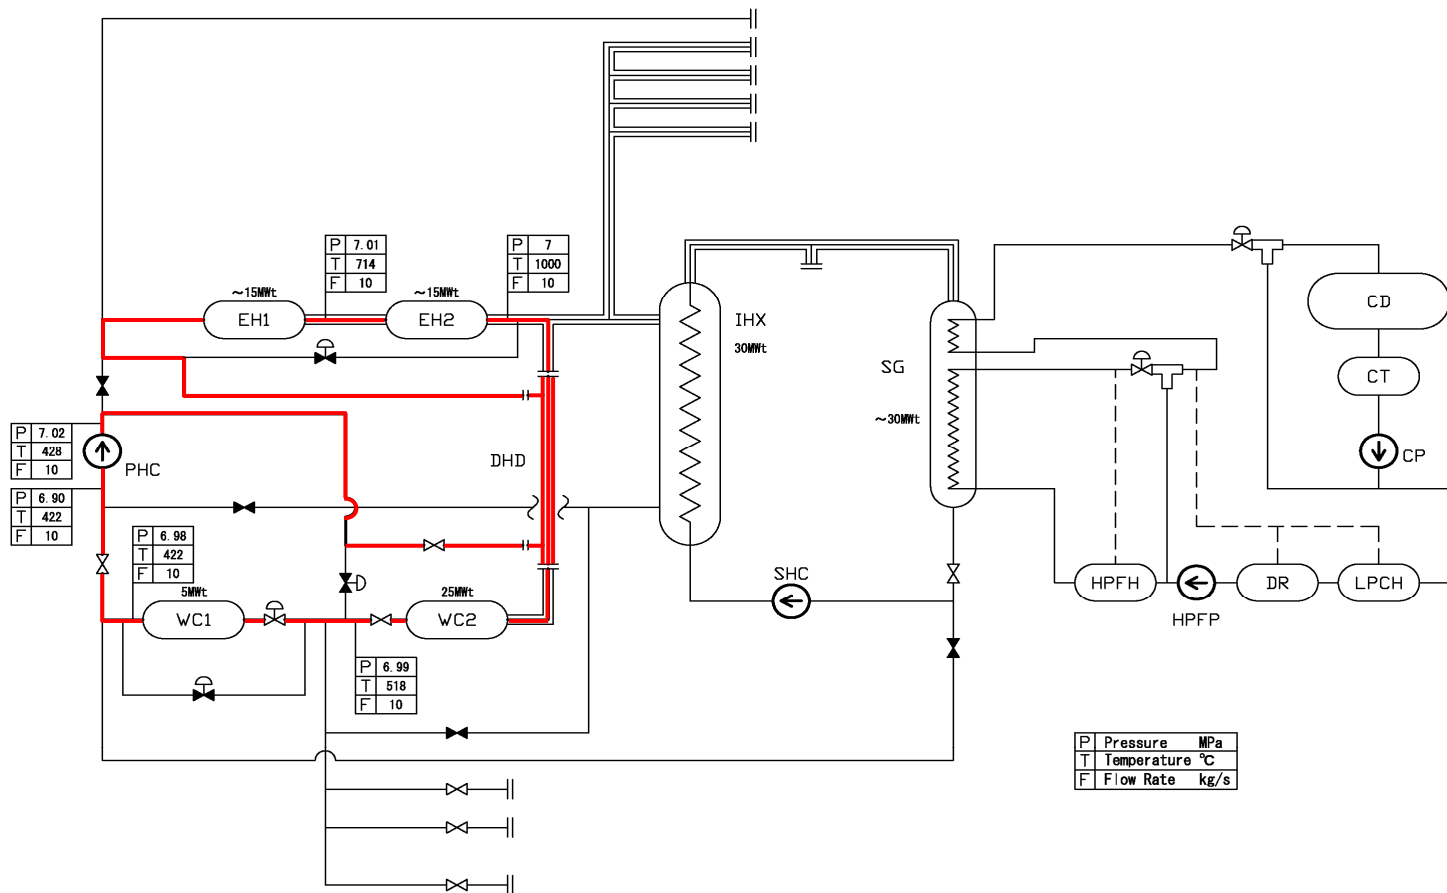 P 7.01
T 714
F 10
P 7
T 1000
F 10
~15MWt
~15MWt
EH1
EH2
IHX
30MWt
CD
SG
CT
~30MWt
P 7.02
T 428
F 10
PHC
DHD
CP
P 6.90
T 422
F 10
P 6.98
T 422
F 10
5MWt
25MWt
WC1
WC2
SHC
HPFH
DR
LPCH
HPFP
P 6.99
T 518
F 10
P Pressure MPa
T Temperature ℃
F Flow Rate kg/s